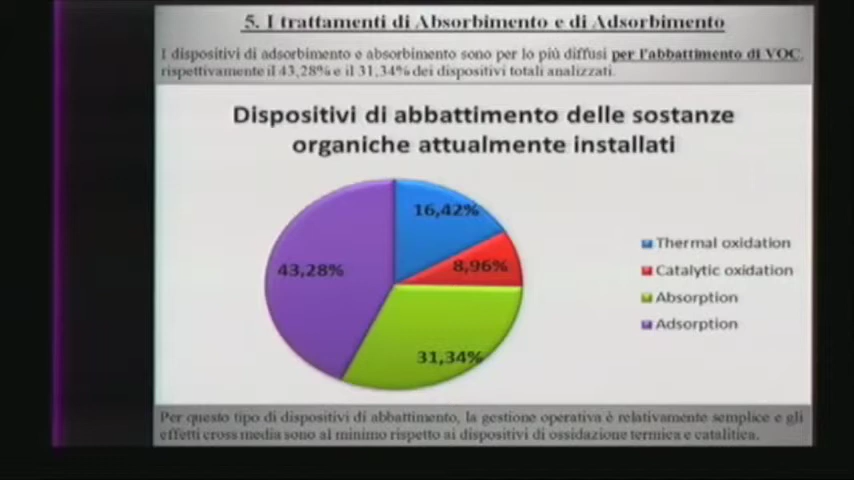 5. I trattamenti di Absorbimento e di Adsorbimento
I dispositivi di adsorbimento e absorbimento sono per lo più diffusi per l'abbattimento di VOC,
rispettivamente il 43,28% e il 31,34% dei dispositivi totali analizzati.
Dispositivi di abbattimento delle sostanze
organiche attualmente installati
16,42%
8,96%
43,28%
31,34%
Thermal oxidation
Catalytic oxidation
Absorption
Adsorption
Per questo tipo di dispositivi di abbattimento, la gestione operativa è relativamente semplice e gli
effetti cross media sono al minimo rispetto ai dispositivi di ossidazione termica e catalitica.